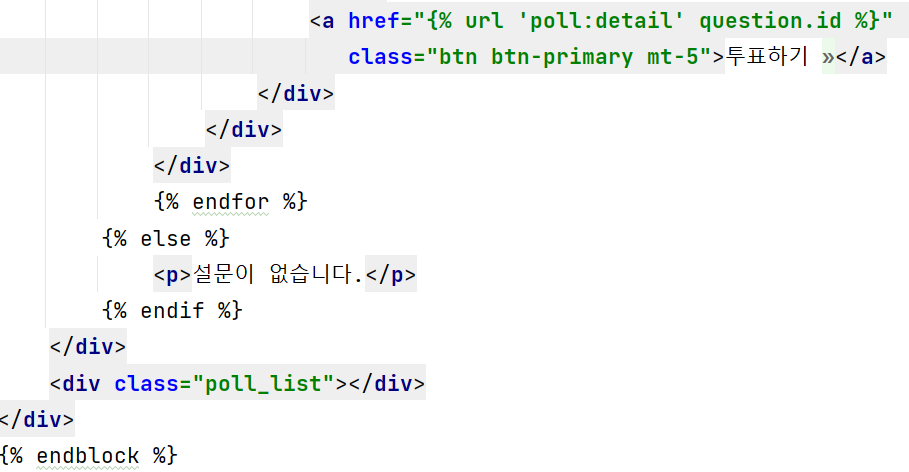 <a href="{% url 'poll:detail' question.id %}"
class="btn btn-primary mt-5">투표하기 »</a>
</div>
</div>
</div>
{% endfor %}
{% else %}
<p>설문이 없습니다.</p>
{% endif %}
</div>
<div class="poll_list"></div>
</div>
{% endblock %}